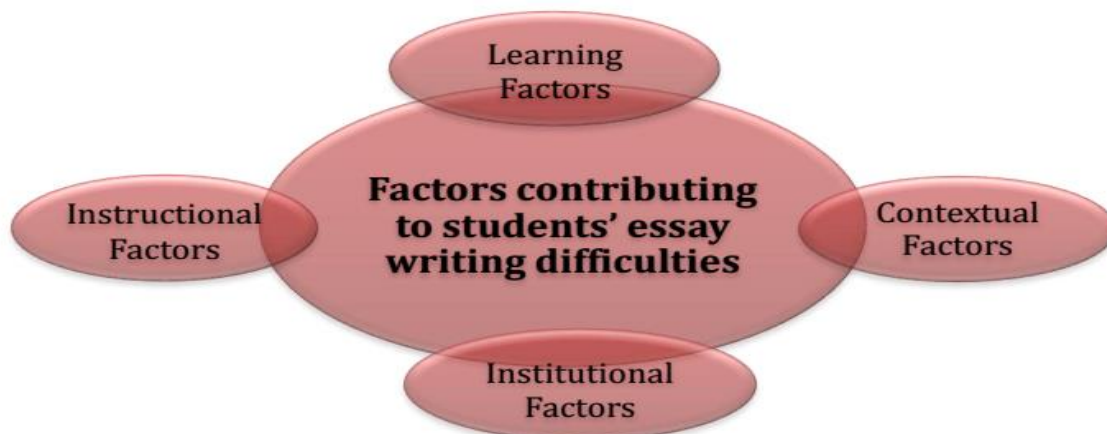 Learning
Factors
Factors contributing
to students’ essay
writing difficulties
Instructional
Factors
Contextual
Factors
Institutional
Factors